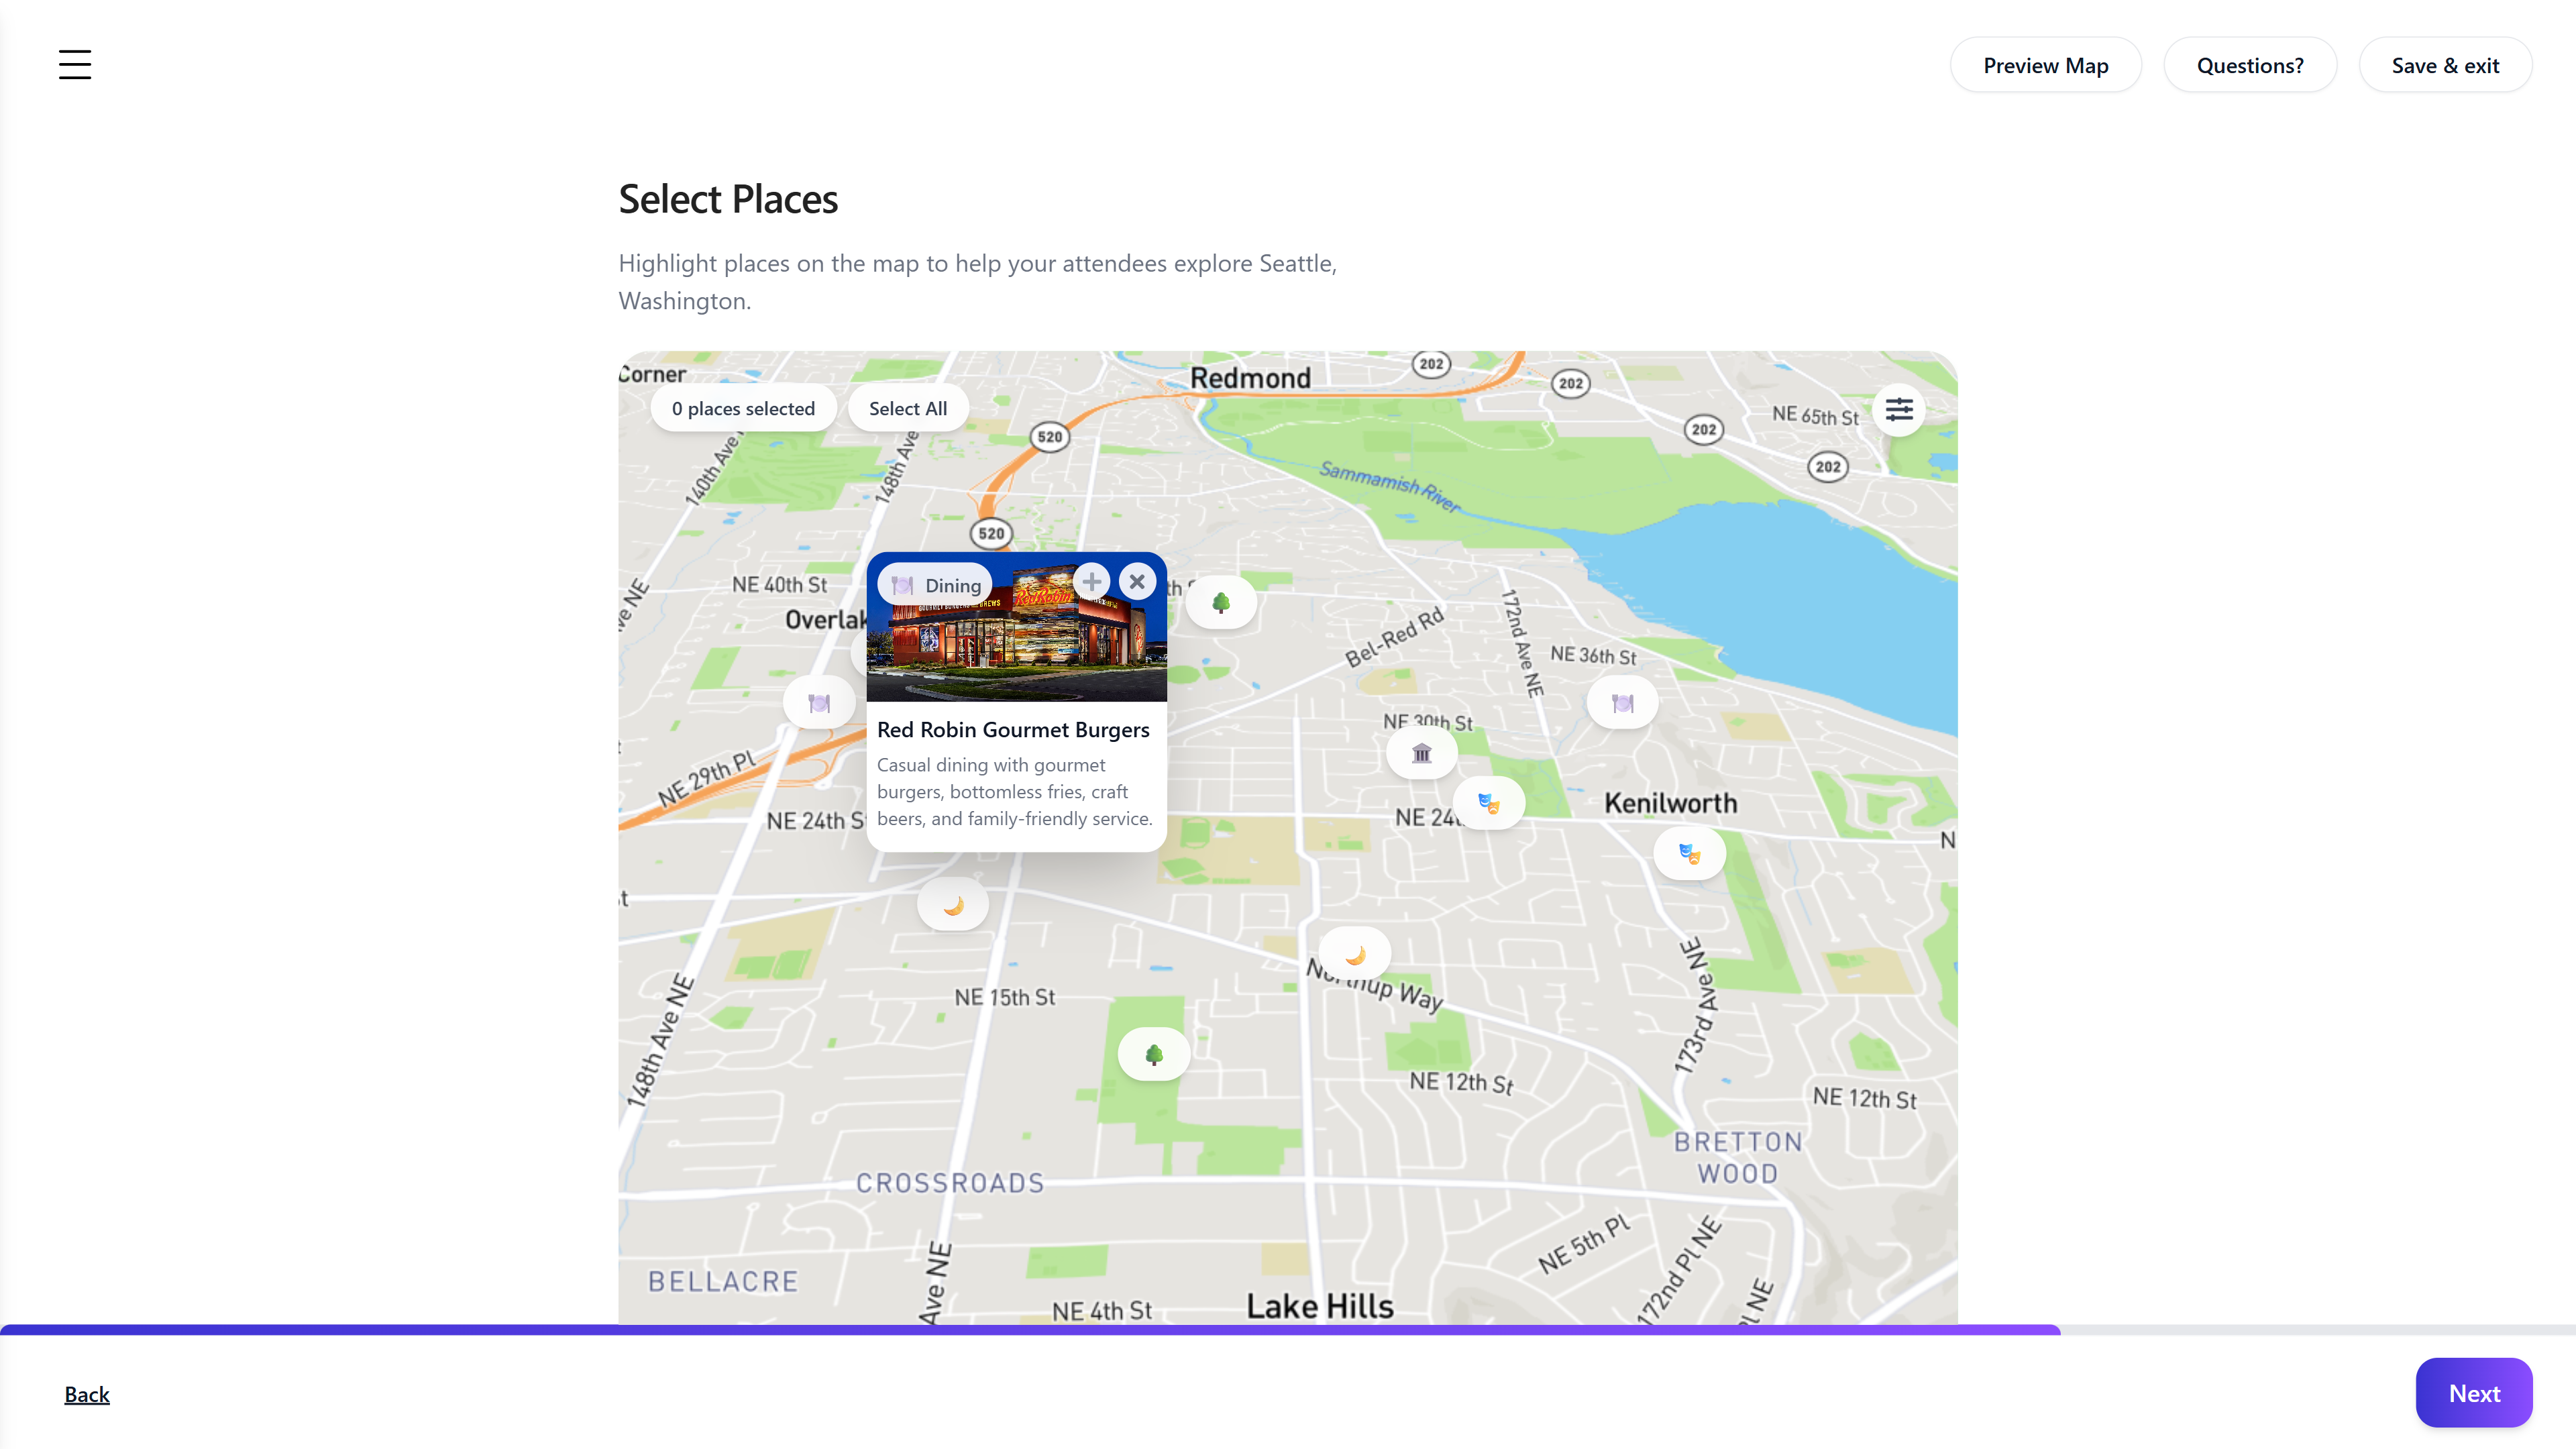 Preview Map
Questions?
Save & exit
Select Places
Highlight places on the map to help your attendees explore Seattle,
Washington.
Corner
Redmond
202
202
0 places selected
Select All
NE 65th St
520
202
202
140th Ave
148th Ave
Sammamish River
520
NE 40th St
Dining
Red Robin
172nd Ave NE
Bel-Red Rd
NE 36th St
Overlak
Red Robin Gourmet Burgers
NE 30th St
Casual dining with gourmet
burgers, bottomless fries, craft
beers, and family-friendly service.
NE 29th Pl
Kenilworth
NE 24th S
NE 24
Northup Way
NE 15th St
148th Ave NE
173rd Ave NE
NE 12th St
NE 12th St
BRETTON
WOOD
CROSSROADS
NE 5th Pl
172nd Pl NE
BELLACRE
Ave NE
NE 4th St
Lake Hills
Pl NE
Back
Next